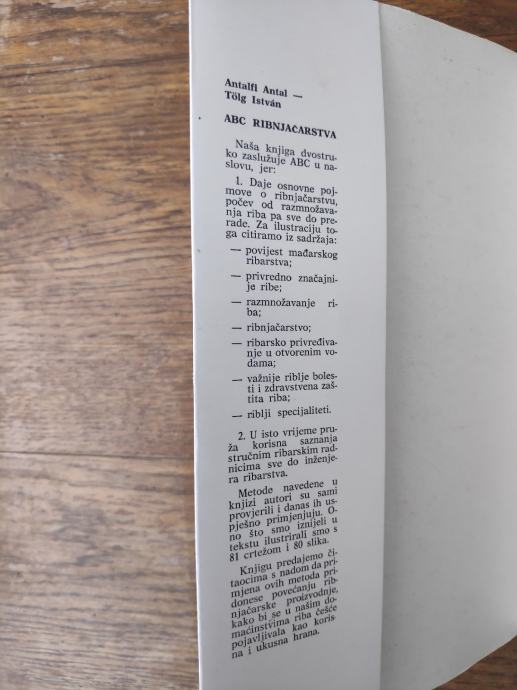 Antalfi Antal —
Tölg István
ABC RIBNJAČARSTVA
Naša knjiga dvostru-
ko zaslužuje ABC u na-
slovu, jer:
1. Daje osnovne poj-
move o ribnjačarstvu,
počev od razmnožava-
nja riba pa sve do pre-
rade. Za ilustraciju to-
ga citiramo iz sadržaja:
— povijest mađarskog
ribarstva;
— privredno značajni-
je ribe;
— razmnožavanje ri-
ba;
— ribnjačarstvo;
— ribarsko privređiva-
nje u otvorenim vo-
dama;
— važnije riblje boles-
ti i zdravstvena zaš-
tita riba;
— riblji specijaliteti.
2. U isto vrijeme pru-
ža korisna saznanja
stručnim ribarskim rad-
nicima sve do inženje-
ra ribarstva.
Metode navedene u
knjizi autori su sami
provjerili i danas ih us-
pješno primjenjuju. O-
no što smo iznijeli u
tekstu ilustrirali smo s
81 crtežom i 80 slika.
Knjigu predajemo či-
taocima s nadom da pri-
mjena ovih metoda pri-
donese povećanju rib-
njačarske proizvodnje,
kako bi se u našim do-
maćinstvima riba češće
pojavljivala kao koris-
na i ukusna hrana.